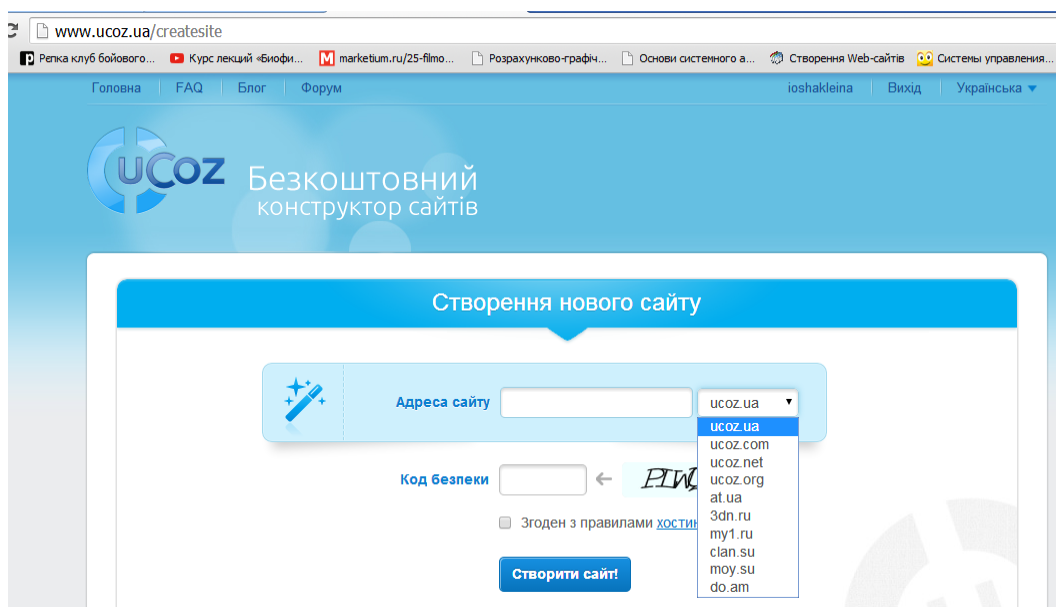 www.ucoz.ua/createsite
Репка клуб бойового... Курс лекций «Биофи... marketium.ru/25-filmo... Розрахунково-графіч... Основи системного а... Створення Web-сайтів Системы управления...
Головна FAQ Блог Форум ioshakleina Вихід Українська
uCoz Безкоштовний
конструктор сайтів
Створення нового сайту
Адреса сайту ucoz.ua
ucoz.ua
ucoz.com
ucoz.net
Код безпеки
ucoz.org
at.ua
3dn.ru
Згоден з правилами хостин
my1.ru
clan.su
moy.su
Створити сайт!
do.am